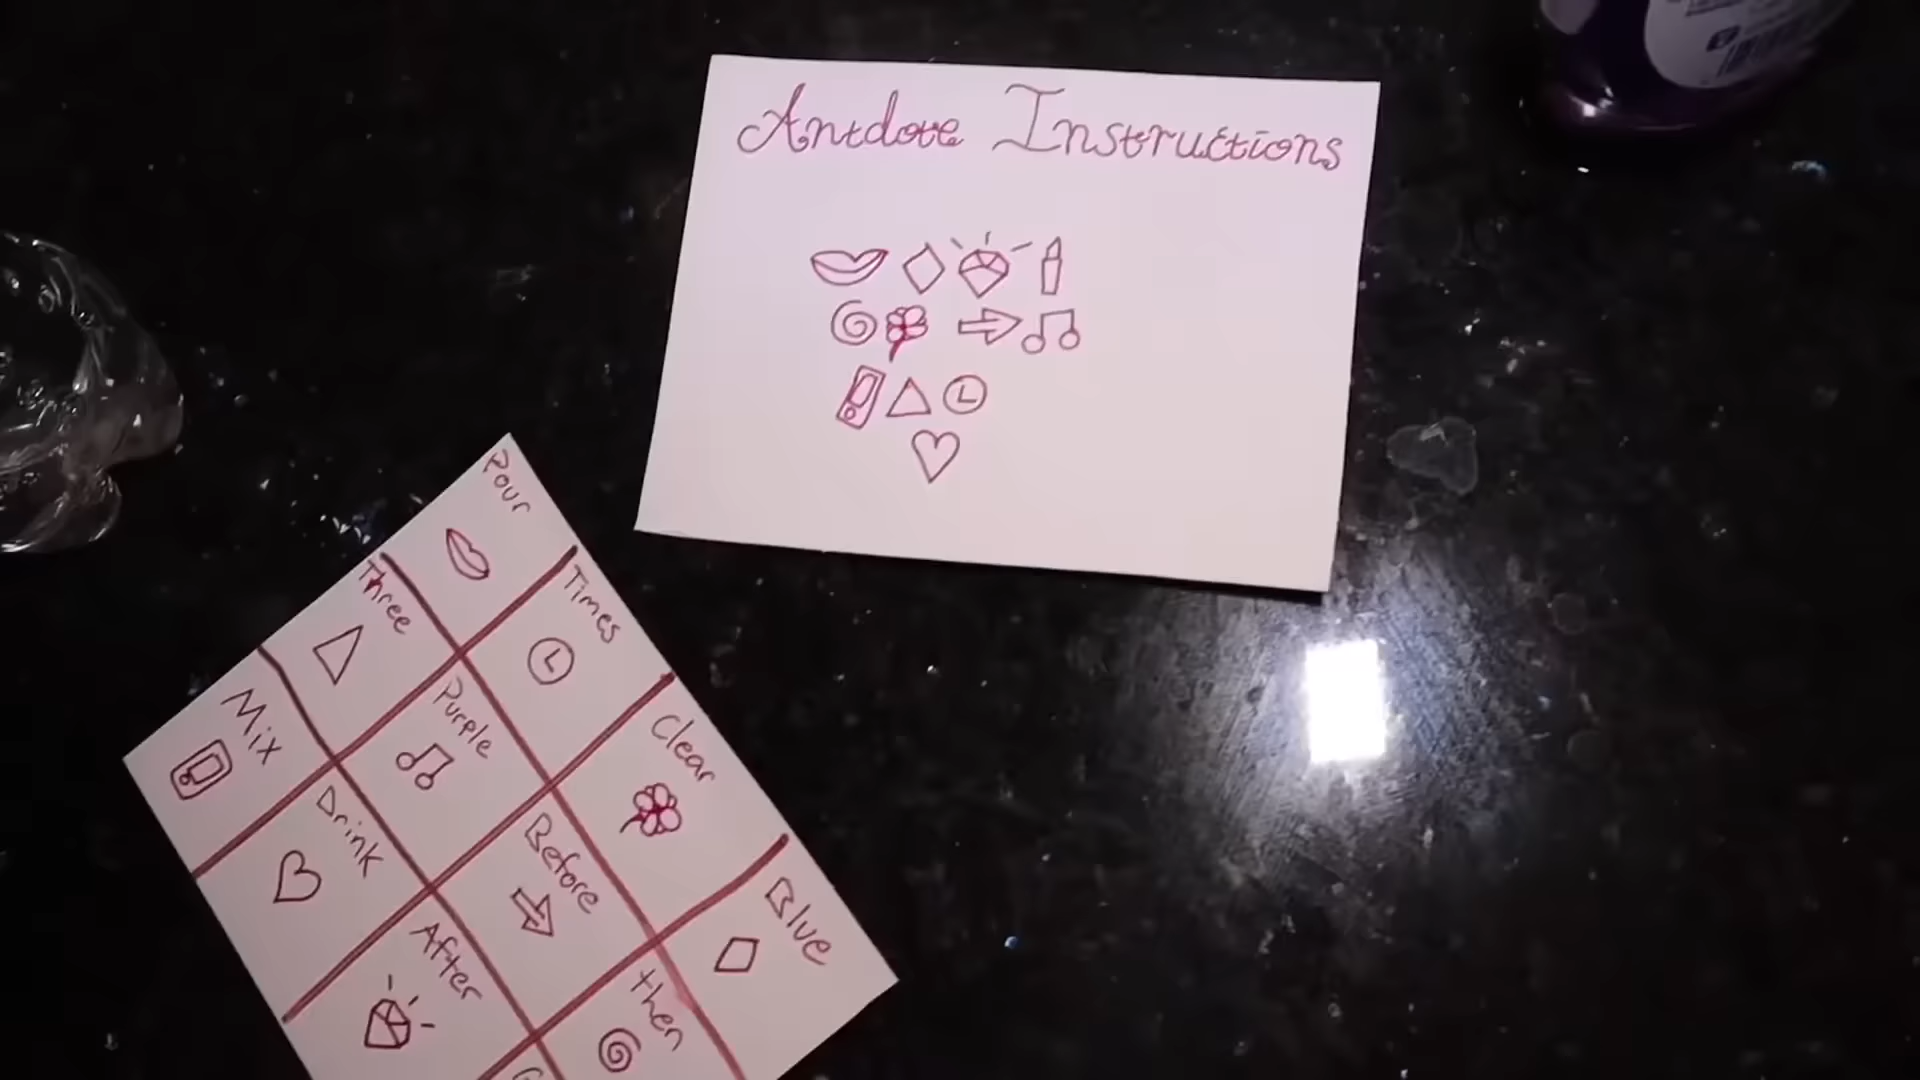 Antdote Instructions
Pour
Times
Clear
Blue
Three
Purple
Before
then
Mix
Drink
After